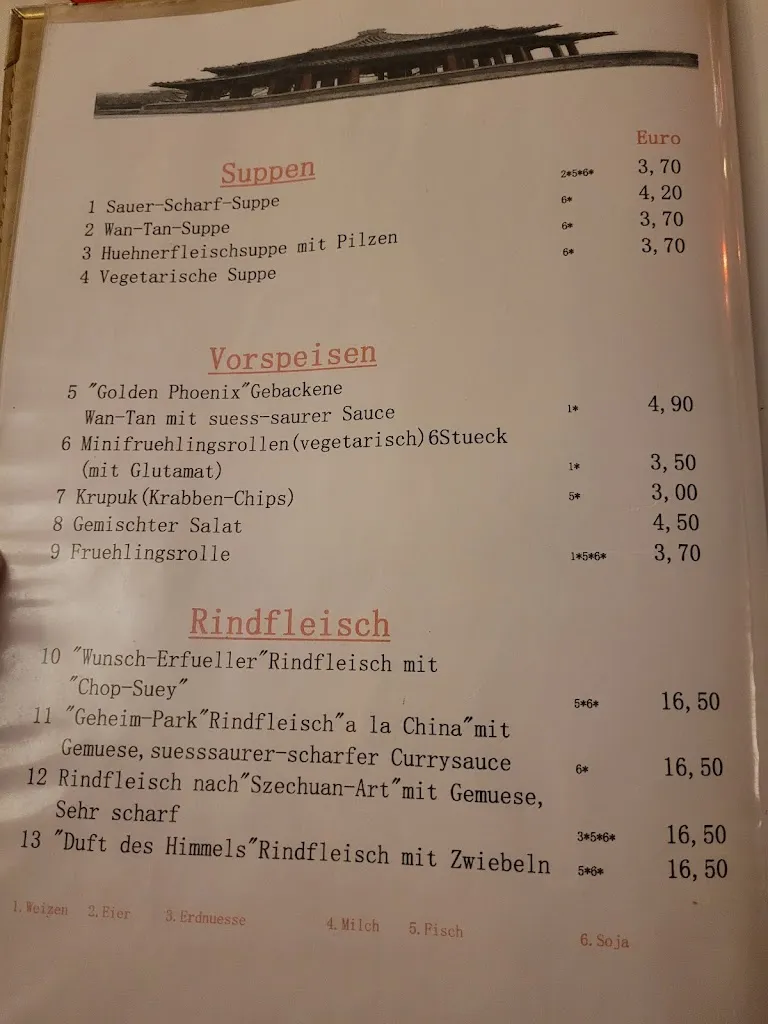 Euro
Suppen
1 Sauer-Scharf-Suppe 2*5*6* 3,70
2 Wan-Tan-Suppe 6* 4,20
3 Huehnerfleischsuppe mit Pilzen 6* 3,70
4 Vegetarische Suppe 6* 3,70
Vorspeisen
5 "Golden Phoenix"Gebackene
Wan-Tan mit suess-saurer Sauce 1* 4,90
6 Minifruehlingsrollen(vegetarisch)6Stueck
(mit Glutamat) 1* 3,50
7 Krupuk(Krabben-Chips) 5* 3,00
8 Gemischter Salat 4,50
9 Fruehlingsrolle 1*5*6* 3,70
Rindfleisch
10 "Wunsch-Erfueller"Rindfleisch mit
"Chop-Suey" 5*6* 16,50
11 "Geheim-Park"Rindfleisch"a la China"mit
Gemuese, suesssaurer-scharfer Currysauce 6* 16,50
12 Rindfleisch nach"Szechuan-Art"mit Gemuese,
Sehr scharf 3*5*6* 16,50
13 "Duft des Himmels"Rindfleisch mit Zwiebeln 5*6* 16,50
1.Weizen 2.Eier 3.Erdnuesse 4.Milch 5.Fisch 6.Soja